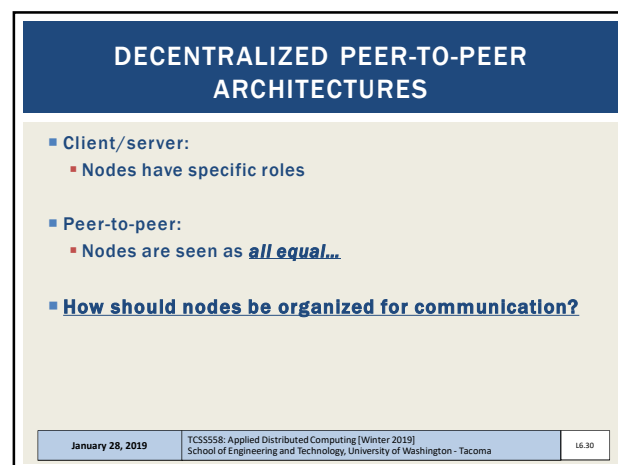 DECENTRALIZED PEER-TO-PEER
ARCHITECTURES
Client/server:
Nodes have specific roles
Peer-to-peer:
Nodes are seen as all equal…
How should nodes be organized for communication?
January 28, 2019
TCSS558: Applied Distributed Computing [Winter 2019]
School of Engineering and Technology, University of Washington - Tacoma
L6.30